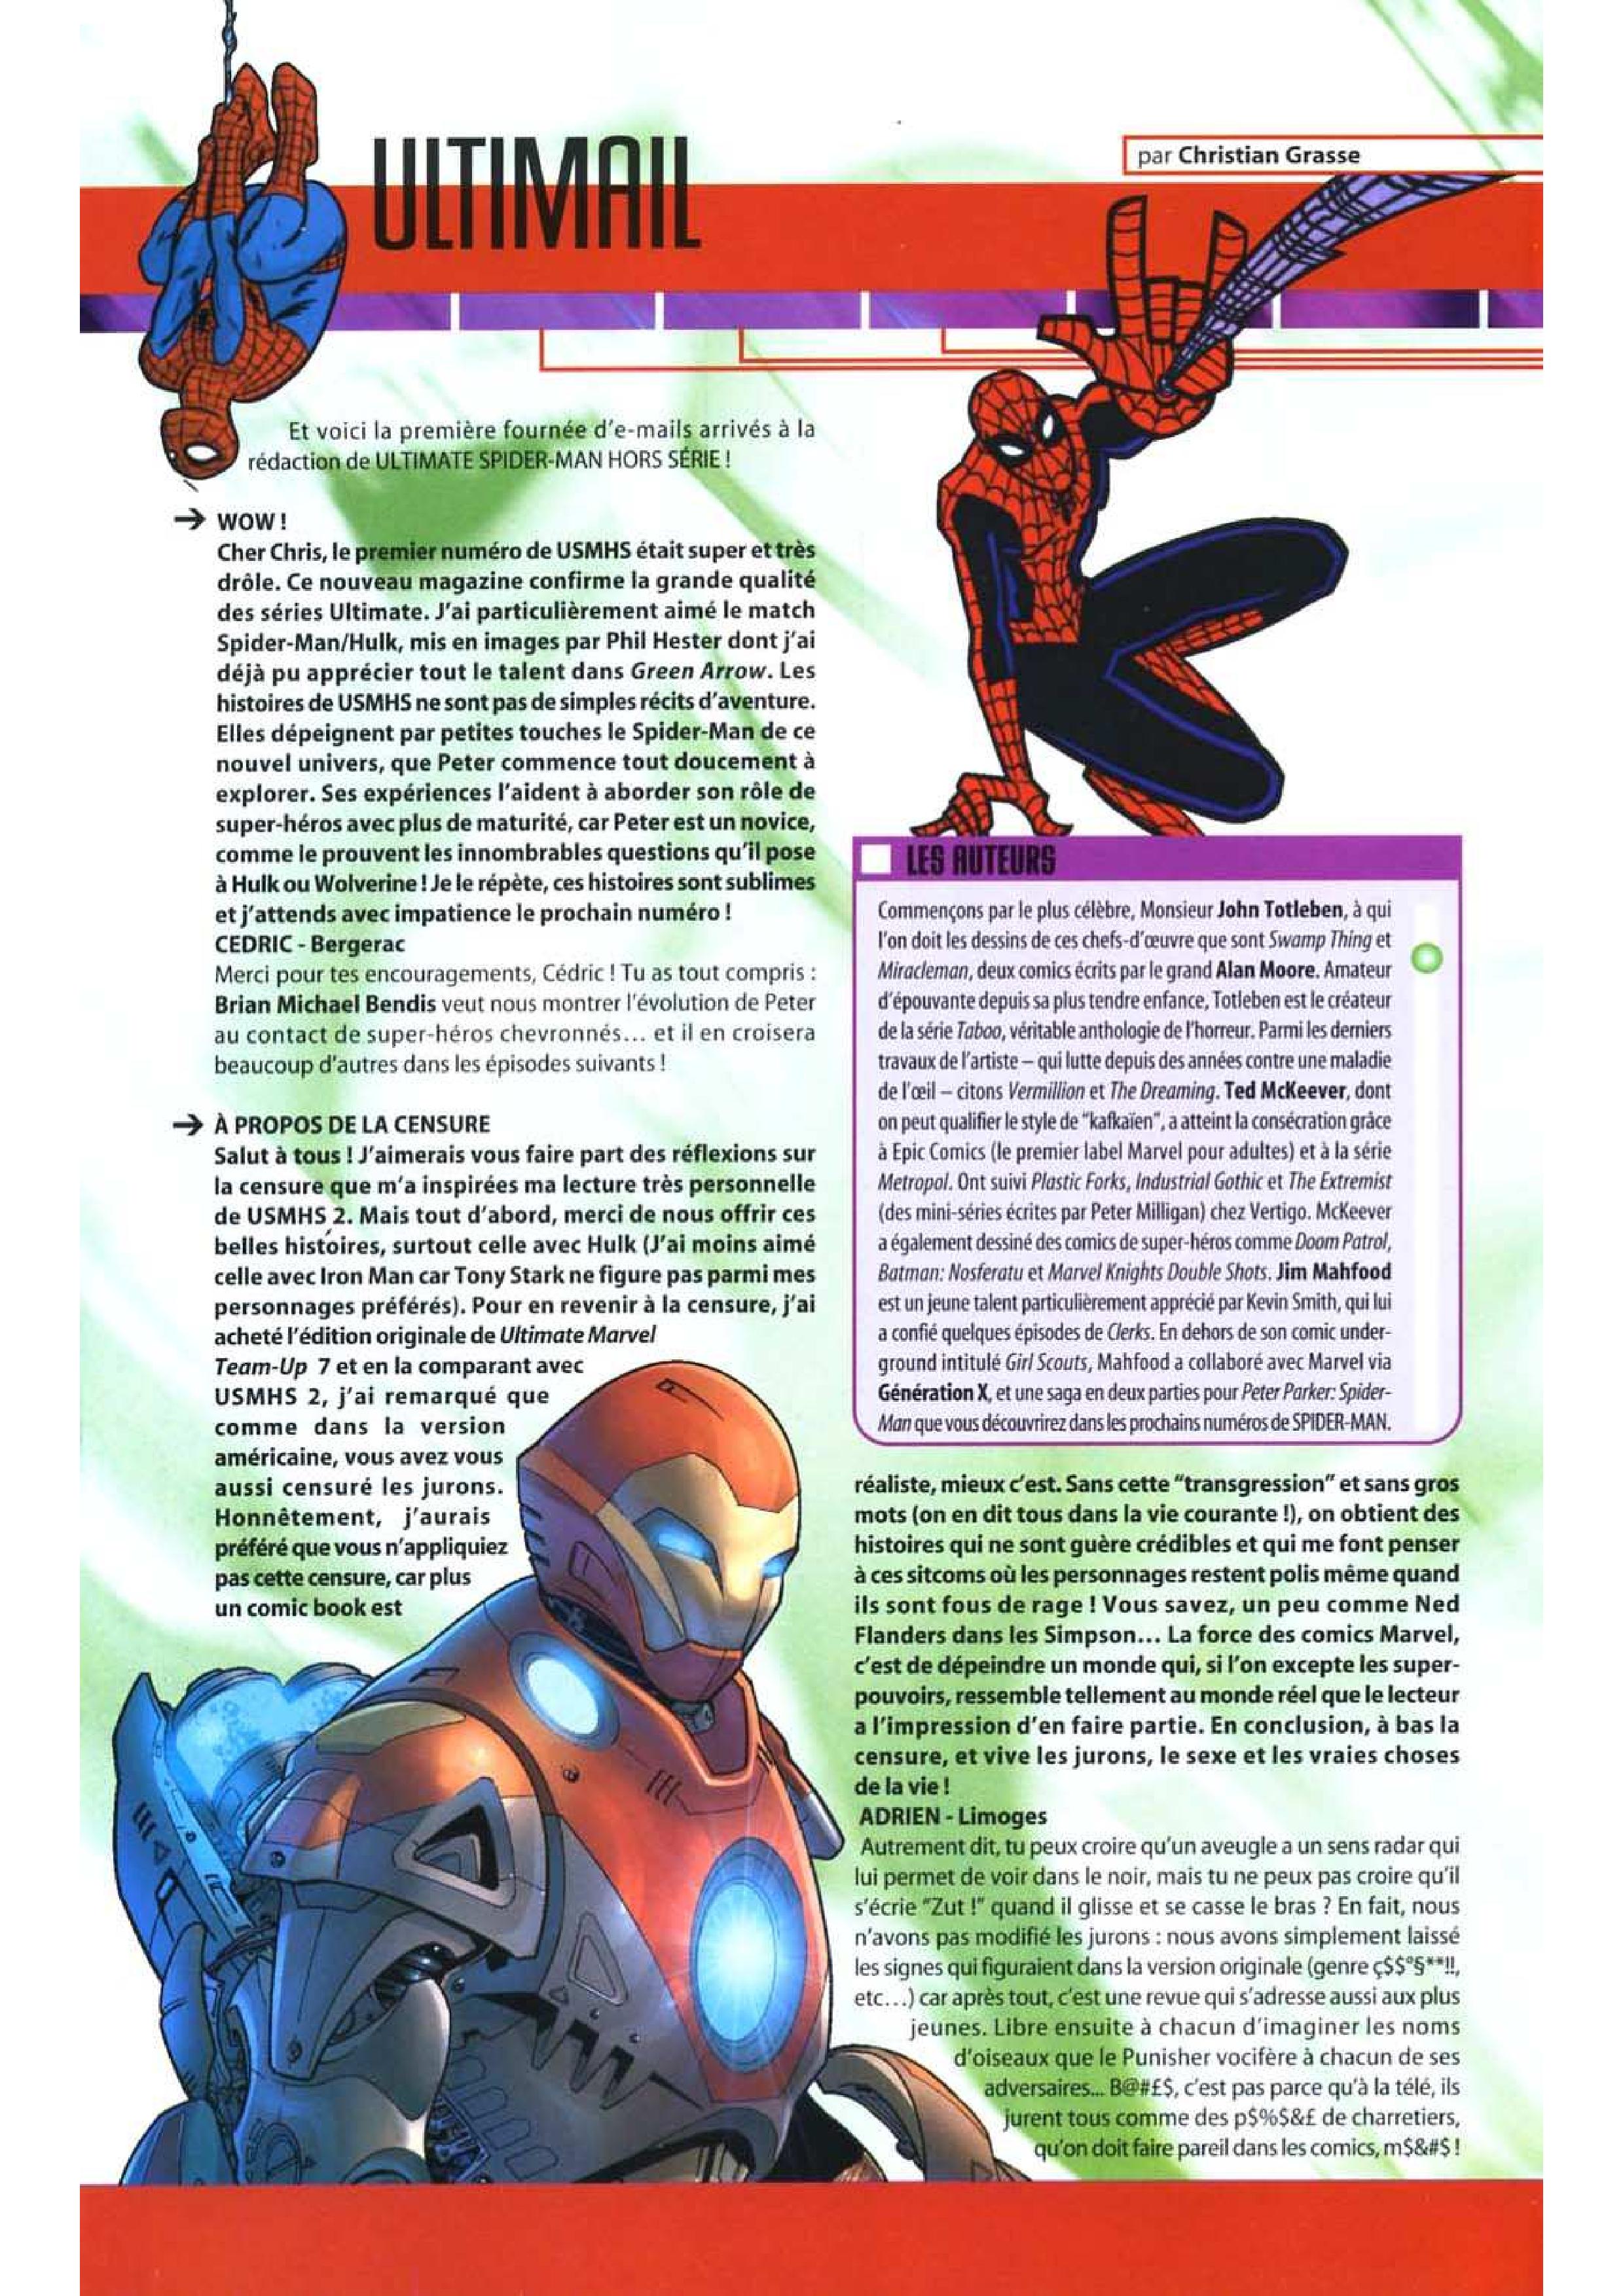 ULTIMAIL
par Christian Grasse
Et voici la première fournée d'e-mails arrivés à la
rédaction de ULTIMATE SPIDER-MAN HORS SÉRIE !
→ WOW !
Cher Chris, le premier numéro de USMHS était super et très
drôle. Ce nouveau magazine confirme la grande qualité
des séries Ultimate. J'ai particulièrement aimé le match
Spider-Man/Hulk, mis en images par Phil Hester dont j'ai
déjà pu apprécier tout le talent dans Green Arrow. Les
histoires de USMHS ne sont pas de simples récits d'aventure.
Elles dépeignent par petites touches le Spider-Man de ce
nouvel univers, que Peter commence tout doucement à
explorer. Ses expériences l'aident à aborder son rôle de
super-héros avec plus de maturité, car Peter est un novice,
comme le prouvent les innombrables questions qu'il pose
à Hulk ou Wolverine ! Je le répète, ces histoires sont sublimes
et j'attends avec impatience le prochain numéro !
CEDRIC - Bergerac
Merci pour tes encouragements, Cédric ! Tu as tout compris :
Brian Michael Bendis veut nous montrer l'évolution de Peter
au contact de super-héros chevronnés... et il en croisera
beaucoup d'autres dans les épisodes suivants !
→ À PROPOS DE LA CENSURE
Salut à tous ! J'aimerais vous faire part des réflexions sur
la censure que m'a inspirées ma lecture très personnelle
de USMHS 2. Mais tout d'abord, merci de nous offrir ces
belles histoires, surtout celle avec Hulk (J'ai moins aimé
celle avec Iron Man car Tony Stark ne figure pas parmi mes
personnages préférés). Pour en revenir à la censure, j'ai
acheté l'édition originale de Ultimate Marvel
Team-Up 7 et en la comparant avec
USMHS 2, j'ai remarqué que
comme dans la version
américaine, vous avez vous
aussi censuré les jurons.
Honnêtement, j'aurais
préféré que vous n'appliquiez
pas cette censure, car plus
un comic book est
LES AUTEURS
Commençons par le plus célèbre, Monsieur John Totleben, à qui
l'on doit les dessins de ces chefs-d'œuvre que sont Swamp Thing et
Miracleman, deux comics écrits par le grand Alan Moore. Amateur
d'épouvante depuis sa plus tendre enfance, Totleben est le créateur
de la série Taboo, véritable anthologie de l'horreur. Parmi les derniers
travaux de l'artiste – qui lutte depuis des années contre une maladie
de l'œil – citons Vermillion et The Dreaming. Ted McKeever, dont
on peut qualifier le style de "kafkaïen", a atteint la consécration grâce
à Epic Comics (le premier label Marvel pour adultes) et à la série
Metropol. Ont suivi Plastic Forks, Industrial Gothic et The Extremist
(des mini-séries écrites par Peter Milligan) chez Vertigo. McKeever
a également dessiné des comics de super-héros comme Doom Patrol,
Batman: Nosferatu et Marvel Knights Double Shots. Jim Mahfood
est un jeune talent particulièrement apprécié par Kevin Smith, qui lui
a confié quelques épisodes de Clerks. En dehors de son comic under-
ground intitulé Girl Scouts, Mahfood a collaboré avec Marvel via
Génération X, et une saga en deux parties pour Peter Parker: Spider-
Man que vous découvrirez dans les prochains numéros de SPIDER-MAN.
réaliste, mieux c'est. Sans cette "transgression" et sans gros
mots (on en dit tous dans la vie courante !), on obtient des
histoires qui ne sont guère crédibles et qui me font penser
à ces sitcoms où les personnages restent polis même quand
ils sont fous de rage ! Vous savez, un peu comme Ned
Flanders dans les Simpson... La force des comics Marvel,
c'est de dépeindre un monde qui, si l'on excepte les super-
pouvoirs, ressemble tellement au monde réel que le lecteur
a l'impression d'en faire partie. En conclusion, à bas la
censure, et vive les jurons, le sexe et les vraies choses
de la vie !
ADRIEN - Limoges
Autrement dit, tu peux croire qu'un aveugle a un sens radar qui
lui permet de voir dans le noir, mais tu ne peux pas croire qu'il
s'écrie "Zut !" quand il glisse et se casse le bras ? En fait, nous
n'avons pas modifié les jurons : nous avons simplement laissé
les signes qui figuraient dans la version originale (genre ç$$°§**!!,
etc...) car après tout, c'est une revue qui s'adresse aussi aux plus
jeunes. Libre ensuite à chacun d'imaginer les noms
d'oiseaux que le Punisher vocifère à chacun de ses
adversaires... B@#£$, c'est pas parce qu'à la télé, ils
jurent tous comme des p$%$&£ de charretiers,
qu'on doit faire pareil dans les comics, m$&#$ !